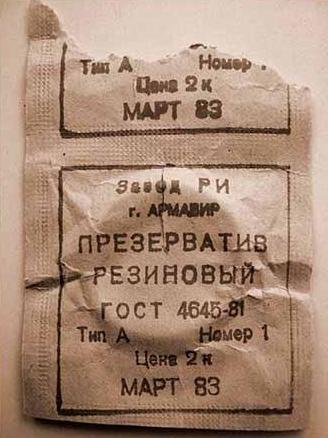 Тип А Номер 1
Цена 2 к
МАРТ 83
Завод РИ
г. АРМАВИР
ПРЕЗЕРВАТИВ
РЕЗИНОВЫЙ
ГОСТ 4645-81
Тип А Номер 1
Цена 2 к
МАРТ 83